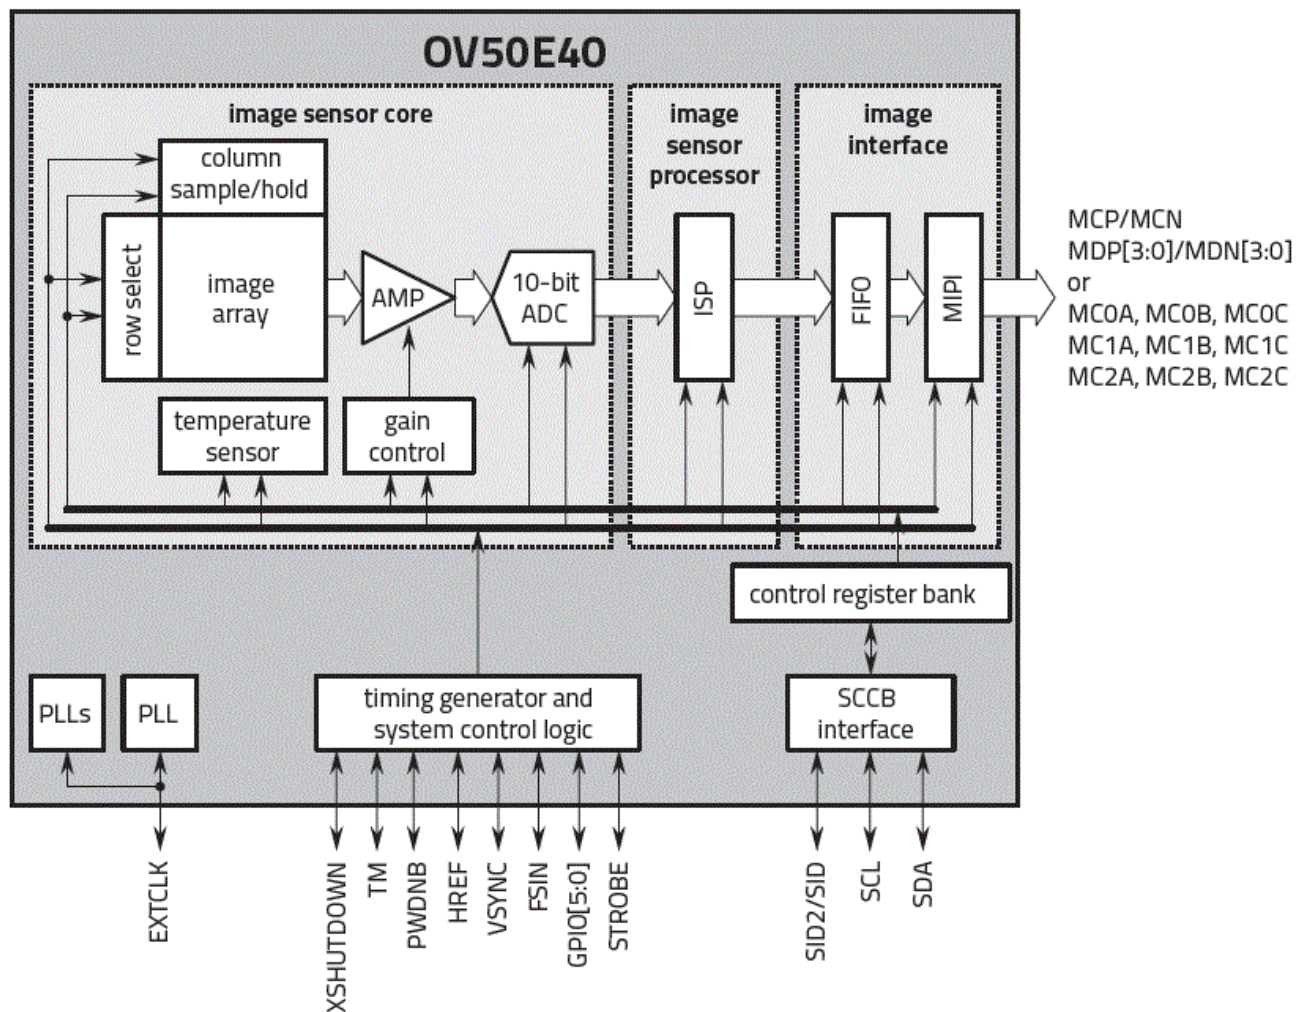 OV50E40
image sensor core
image
sensor
processor
image
interface
column
sample/hold
row select
image
array
AMP
10-bit
ADC
ISP
FIFO
MIPI
MCP/MCN
MDP[3:0]/MDN[3:0]
or
MC0A, MC0B, MC0C
MC1A, MC1B, MC1C
MC2A, MC2B, MC2C
temperature
sensor
gain
control
control register bank
PLLs
PLL
timing generator and
system control logic
SCCB
interface
EXTCLK
XSHUTDOWN
TM
PWDNB
HREF
VSYNC
FSIN
GPIO[5:0]
STROBE
SID2/SID
SCL
SDA